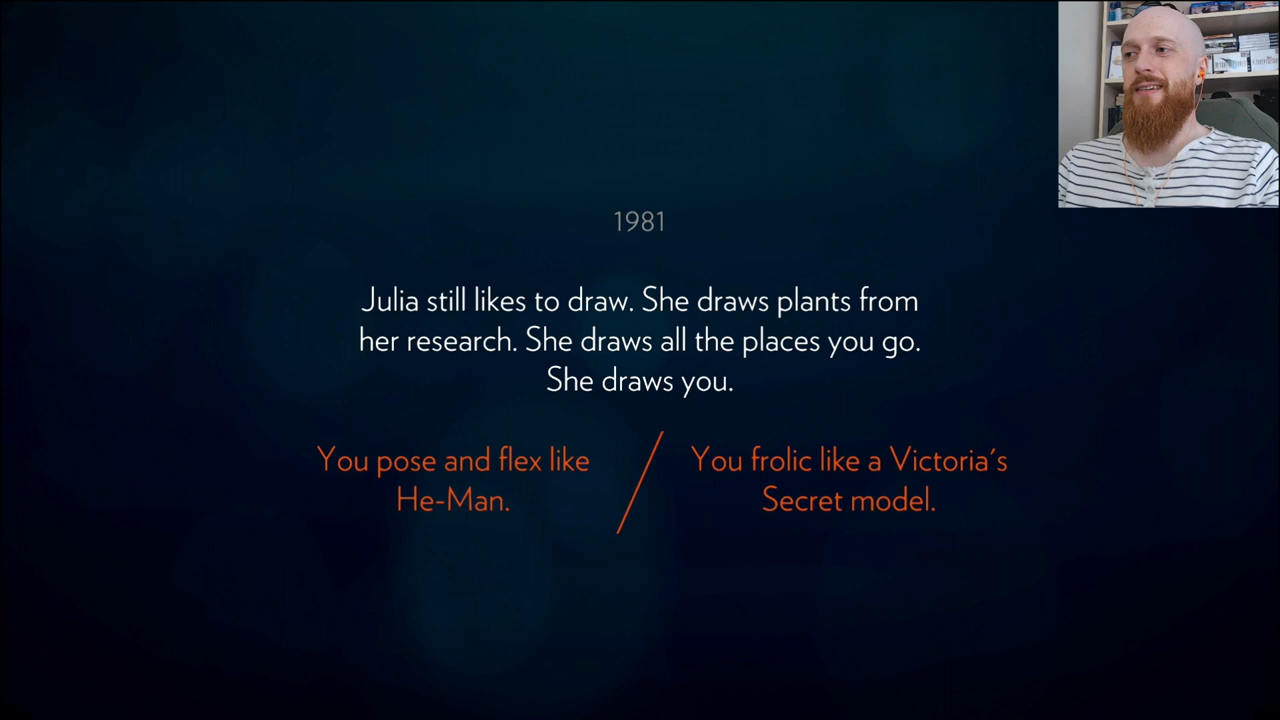 1981
Julia still likes to draw. She draws plants from
her research. She draws all the places you go.
She draws you.
You pose and flex like
He-Man.
You frolic like a Victoria's
Secret model.